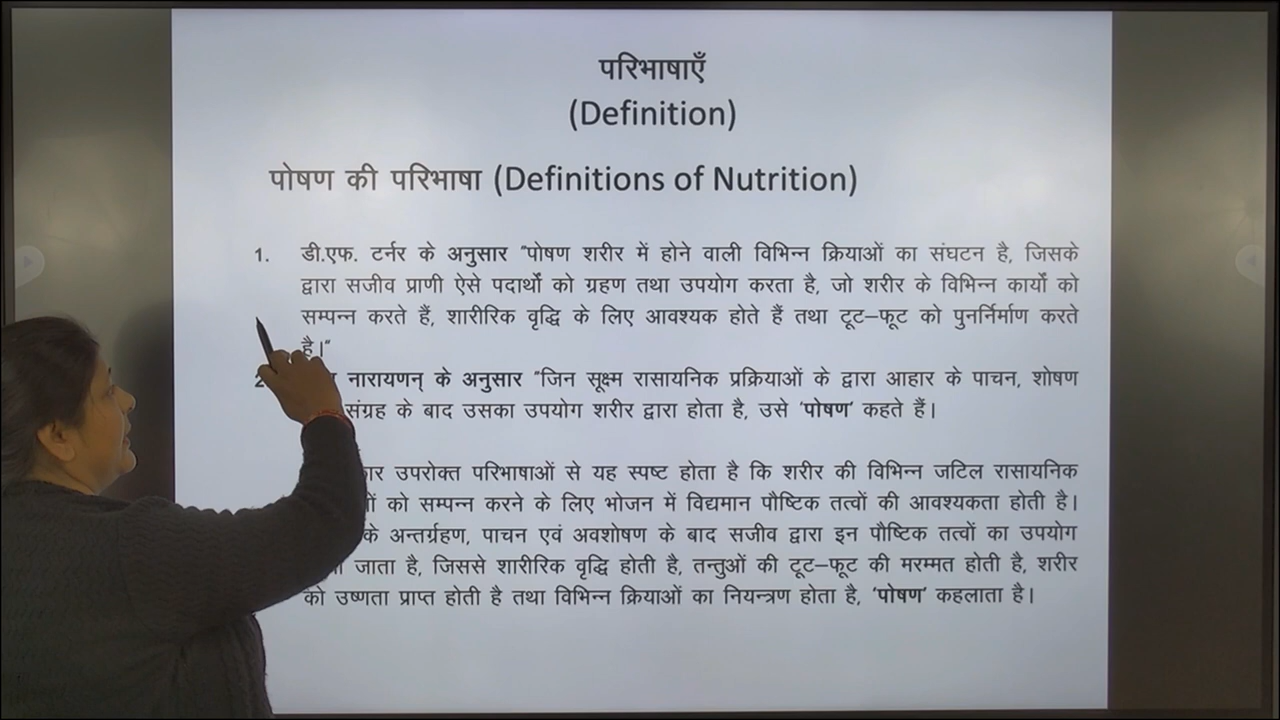 परिभाषाएँ
(Definition)
पोषण की परिभाषा (Definitions of Nutrition)
1. डी.एफ. टर्नर के अनुसार "पोषण शरीर में होने वाली विभिन्न क्रियाओं का संघटन है, जिसके
द्वारा सजीव प्राणी ऐसे पदार्थों को ग्रहण तथा उपयोग करता है, जो शरीर के विभिन्न कार्यों को
सम्पन्न करते हैं, शारीरिक वृद्धि के लिए आवश्यक होते हैं तथा टूट–फूट को पुनर्निर्माण करते
है।"
2 नारायणन् के अनुसार "जिन सूक्ष्म रासायनिक प्रक्रियाओं के द्वारा आहार के पाचन, शोषण
संग्रह के बाद उसका उपयोग शरीर द्वारा होता है, उसे 'पोषण' कहते हैं।
उपरोक्त परिभाषाओं से यह स्पष्ट होता है कि शरीर की विभिन्न जटिल रासायनिक
को सम्पन्न करने के लिए भोजन में विद्यमान पौष्टिक तत्वों की आवश्यकता होती है।
के अन्तर्ग्रहण, पाचन एवं अवशोषण के बाद सजीव द्वारा इन पौष्टिक तत्वों का उपयोग
जाता है, जिससे शारीरिक वृद्धि होती है, तन्तुओं की टूट–फूट की मरम्मत होती है, शरीर
को उष्णता प्राप्त होती है तथा विभिन्न क्रियाओं का नियन्त्रण होता है, 'पोषण' कहलाता है।